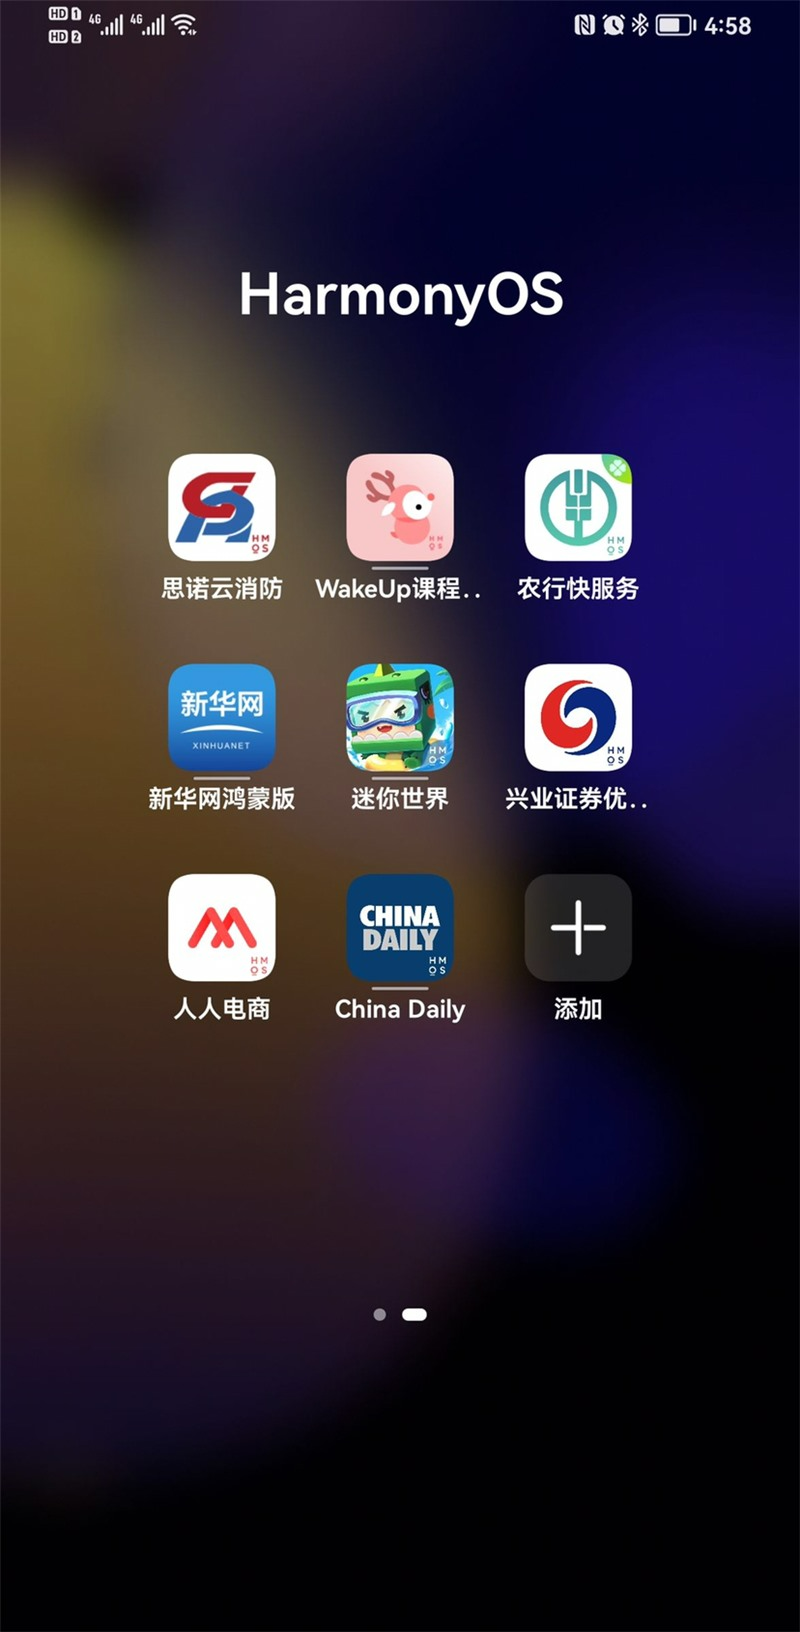 HD 1 4G 4G 4:58
HD 2
HarmonyOS
HM
OS
HM
OS
HM
OS
思诺云消防 WakeUp课程.. 农行快服务
新华网
XINHUANET
HM
OS
HM
OS
新华网鸿蒙版 迷你世界 兴业证券优..
CHINA
DAILY
HM
OS
HM
OS
人人电商 China Daily 添加